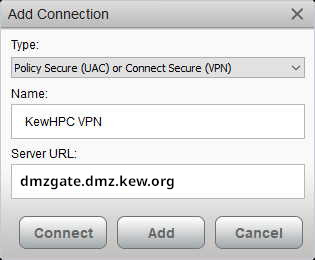 Add Connection
Type:
Policy Secure (UAC) or Connect Secure (VPN)
Name:
KewHPC VPN
Server URL:
dmzgate.dmz.kew.org
Connect Add Cancel